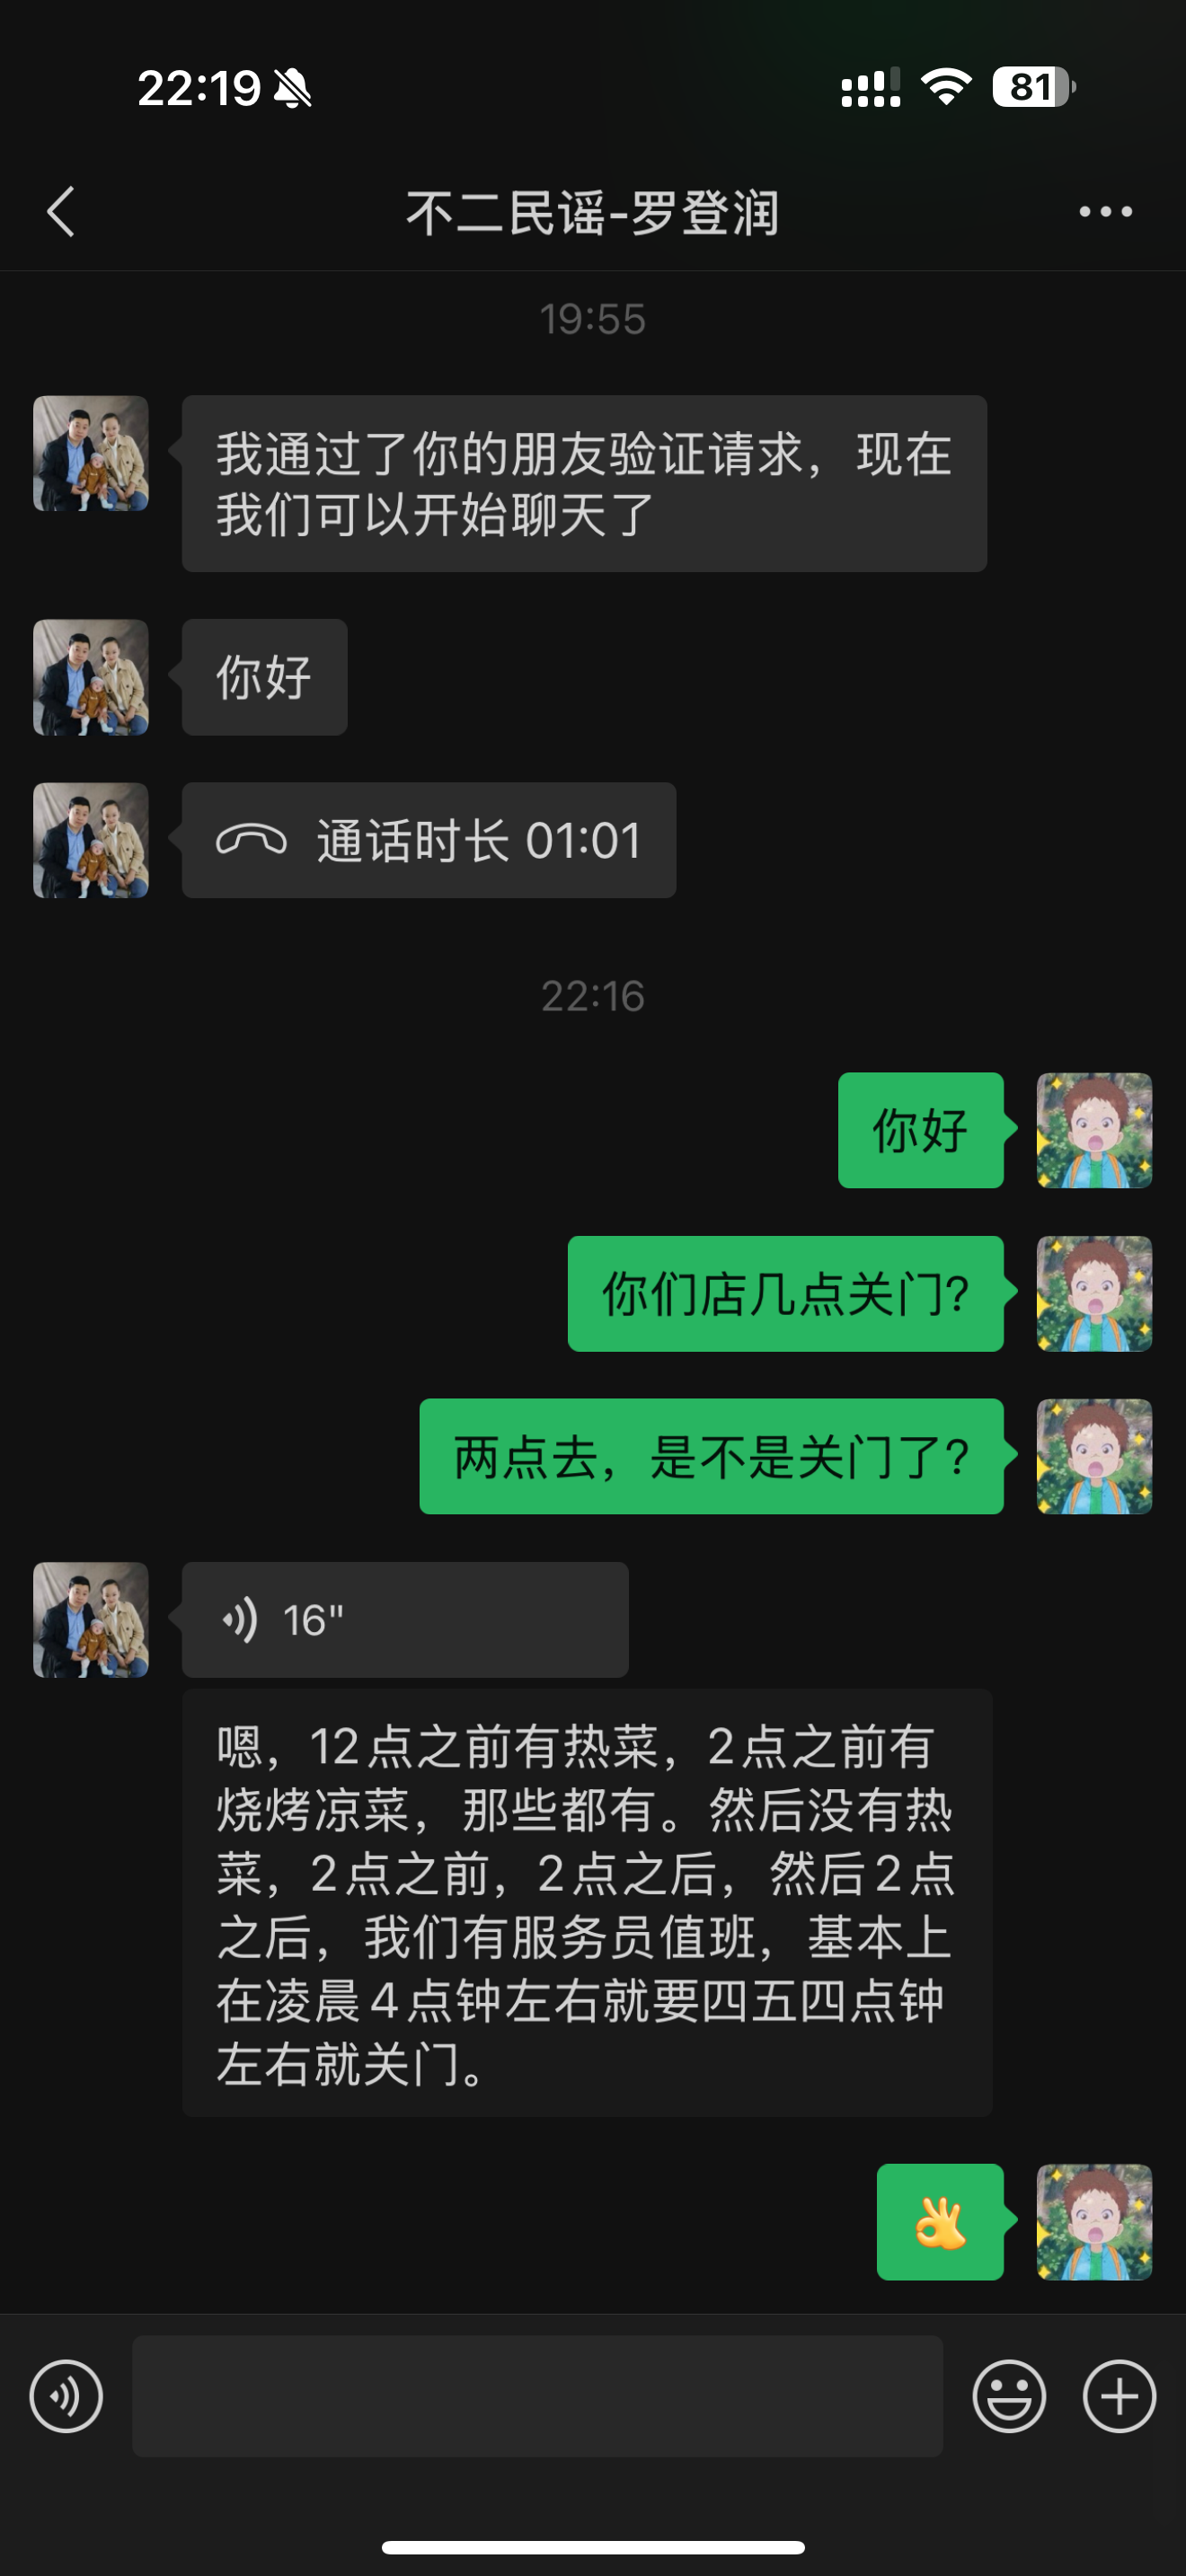 22:19
81
不二民谣-罗登润
19:55
我通过了你的朋友验证请求，现在
我们可以开始聊天了
你好
通话时长 01:01
22:16
你好
你们店几点关门?
两点去，是不是关门了?
16"
嗯，12点之前有热菜，2点之前有
烧烤凉菜，那些都有。然后没有热
菜，2点之前，2点之后，然后2点
之后，我们有服务员值班，基本上
在凌晨4点钟左右就要四五四点钟
左右就关门。